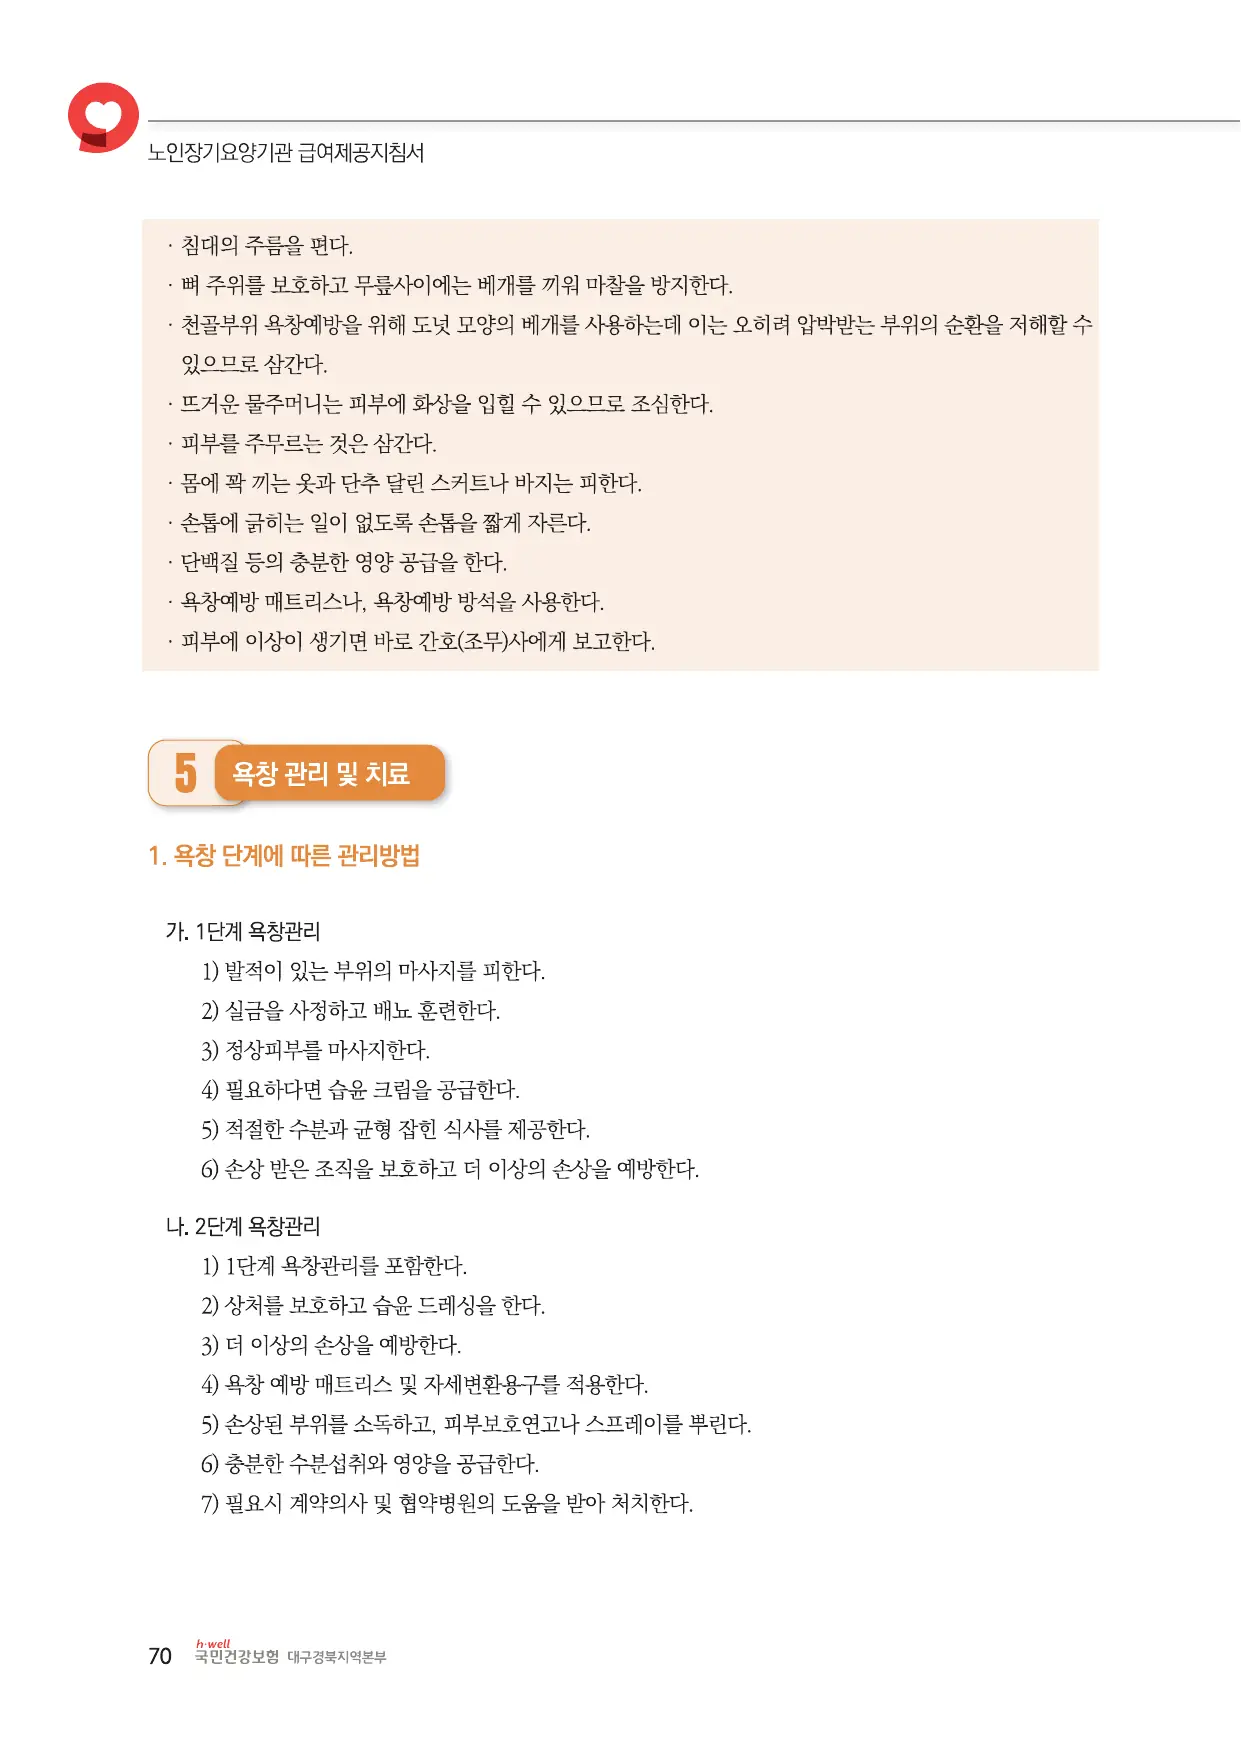 노인장기요양기관 급여제공지침서
· 침대의 주름을 편다.
· 뼈 주위를 보호하고 무릎사이에는 베개를 끼워 마찰을 방지한다.
· 천골부위 욕창예방을 위해 도넛 모양의 베개를 사용하는데 이는 오히려 압박받는 부위의 순환을 저해할 수
있으므로 삼간다.
· 뜨거운 물주머니는 피부에 화상을 입힐 수 있으므로 조심한다.
· 피부를 주무르는 것은 삼간다.
· 몸에 꽉 끼는 옷과 단추 달린 스커트나 바지는 피한다.
· 손톱에 긁히는 일이 없도록 손톱을 짧게 자른다.
· 단백질 등의 충분한 영양 공급을 한다.
· 욕창예방 매트리스나, 욕창예방 방석을 사용한다.
· 피부에 이상이 생기면 바로 간호(조무)사에게 보고한다.
5 욕창 관리 및 치료
1. 욕창 단계에 따른 관리방법
가. 1단계 욕창관리
1) 발적이 있는 부위의 마사지를 피한다.
2) 실금을 사정하고 배뇨 훈련한다.
3) 정상피부를 마사지한다.
4) 필요하다면 습윤 크림을 공급한다.
5) 적절한 수분과 균형 잡힌 식사를 제공한다.
6) 손상 받은 조직을 보호하고 더 이상의 손상을 예방한다.
나. 2단계 욕창관리
1) 1단계 욕창관리를 포함한다.
2) 상처를 보호하고 습윤 드레싱을 한다.
3) 더 이상의 손상을 예방한다.
4) 욕창 예방 매트리스 및 자세변환용구를 적용한다.
5) 손상된 부위를 소독하고, 피부보호연고나 스프레이를 뿌린다.
6) 충분한 수분섭취와 영양을 공급한다.
7) 필요시 계약의사 및 협약병원의 도움을 받아 처치한다.
h·well
70 국민건강보험 대구경북지역본부